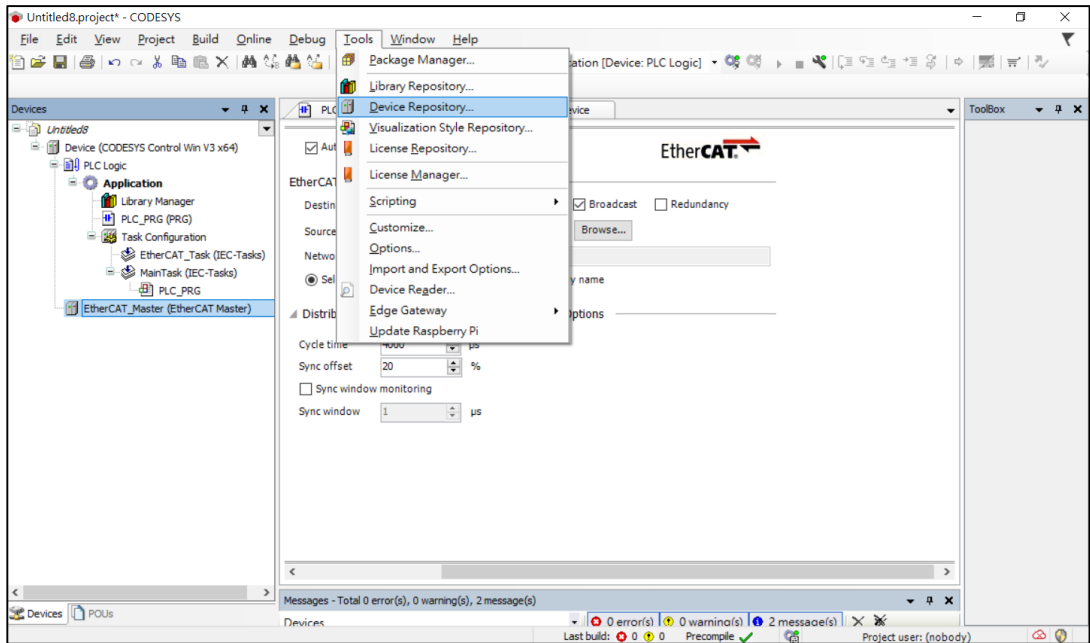 Untitled8.project* - CODESYS
File Edit View Project Build Online Debug Tools Window Help
Package Manager...
Library Repository...
Device Repository...
Visualization Style Repository...
License Repository...
License Manager...
Scripting
Customize...
Options...
Import and Export Options...
Device Reader...
Edge Gateway
Update Raspberry Pi
[Device: PLC Logic]
Devices
Untitled8
Device (CODESYS Control Win V3 x64)
PLC Logic
Application
Library Manager
PLC_PRG (PRG)
Task Configuration
EtherCAT_Task (IEC-Tasks)
MainTask (IEC-Tasks)
PLC_PRG
EtherCAT_Master (EtherCAT Master)
Devices POUs
EtherCAT
Broadcast Redundancy
Source Browse...
y name
Options
Cycle time 4000 µs
Sync offset 20 %
Sync window monitoring
Sync window 1 µs
ToolBox
Messages - Total 0 error(s), 0 warning(s), 2 message(s)
Devices 0 error(s) 0 warning(s) 2 message(s)
Last build: 0 0 Precompile Project user: (nobody)